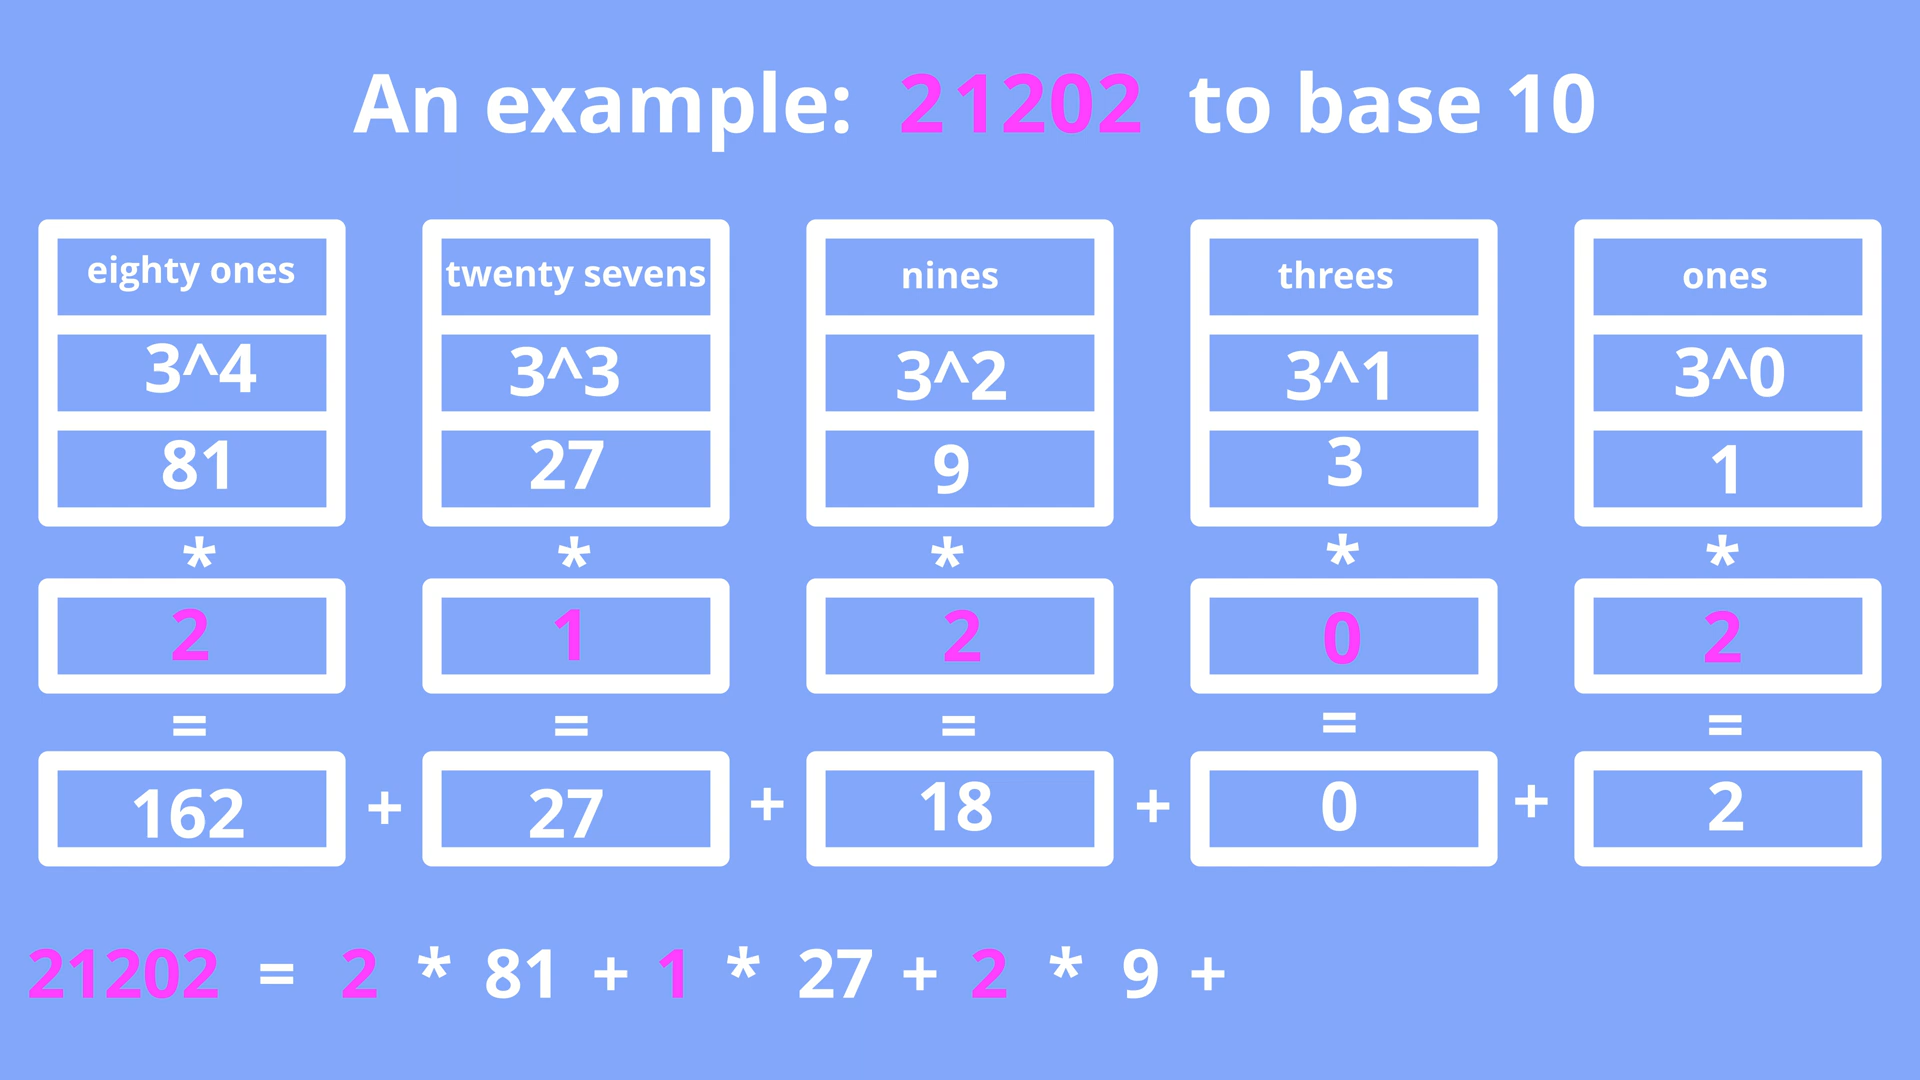 An example: 21202 to base 10
eighty ones twenty sevens nines threes ones
3^4 3^3 3^2 3^1 3^0
81 27 9 3 1
* * * * *
2 1 2 0 2
= = = = =
162 + 27 + 18 + 0 + 2
21202 = 2 * 81 + 1 * 27 + 2 * 9 +